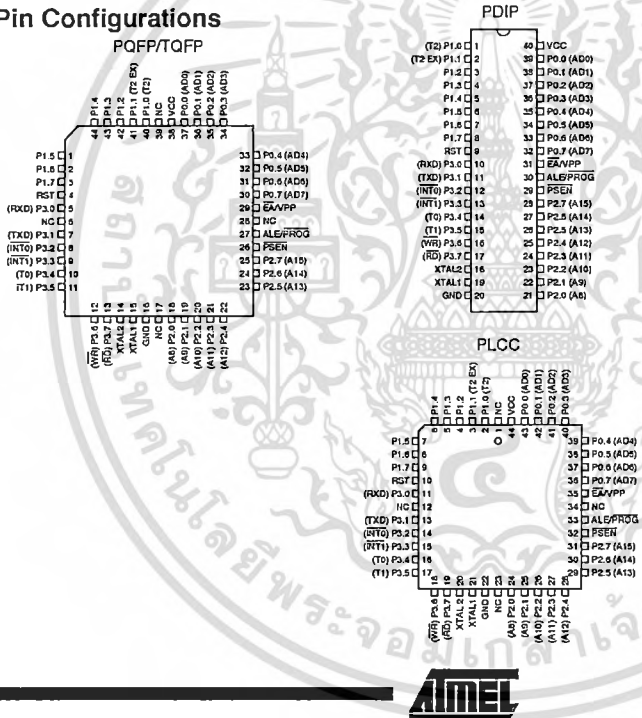 Pin Configurations
PQFP/TQFP
P1.4
P1.3
P1.2
P1.1 (T2 EX)
P1.0 (T2)
NC
VCC
P0.0 (AD0)
P0.1 (AD1)
P0.2 (AD2)
P0.3 (AD3)
44 43 42 41 40 39 38 37 36 35 34
P1.5 1
P1.6 2
P1.7 3
RST 4
(RXD) P3.0 5
NC 6
(TXD) P3.1 7
(INT0) P3.2 8
(INT1) P3.3 9
(T0) P3.4 10
(T1) P3.5 11
33 P0.4 (AD4)
32 P0.5 (AD5)
31 P0.6 (AD6)
30 P0.7 (AD7)
29 EA/VPP
28 NC
27 ALE/PROG
26 PSEN
25 P2.7 (A15)
24 P2.6 (A14)
23 P2.5 (A13)
12 13 14 15 16 17 18 19 20 21 22
(WR) P3.6
(RD) P3.7
XTAL2
XTAL1
GND
NC
(A8) P2.0
(A9) P2.1
(A10) P2.2
(A11) P2.3
(A12) P2.4
PDIP
(T2) P1.0 1 40 VCC
(T2 EX) P1.1 2 39 P0.0 (AD0)
P1.2 3 38 P0.1 (AD1)
P1.3 4 37 P0.2 (AD2)
P1.4 5 36 P0.3 (AD3)
P1.5 6 35 P0.4 (AD4)
P1.6 7 34 P0.5 (AD5)
P1.7 8 33 P0.6 (AD6)
RST 9 32 P0.7 (AD7)
(RXD) P3.0 10 31 EA/VPP
(TXD) P3.1 11 30 ALE/PROG
(INT0) P3.2 12 29 PSEN
(INT1) P3.3 13 28 P2.7 (A15)
(T0) P3.4 14 27 P2.6 (A14)
(T1) P3.5 15 26 P2.5 (A13)
(WR) P3.6 16 25 P2.4 (A12)
(RD) P3.7 17 24 P2.3 (A11)
XTAL2 18 23 P2.2 (A10)
XTAL1 19 22 P2.1 (A9)
GND 20 21 P2.0 (A8)
PLCC
P1.4
P1.3
P1.2
P1.1 (T2 EX)
P1.0 (T2)
NC
VCC
P0.0 (AD0)
P0.1 (AD1)
P0.2 (AD2)
P0.3 (AD3)
6 5 4 3 2 1 44 43 42 41 40
P1.5 7
P1.6 8
P1.7 9
RST 10
(RXD) P3.0 11
NC 12
(TXD) P3.1 13
(INT0) P3.2 14
(INT1) P3.3 15
(T0) P3.4 16
(T1) P3.5 17
39 P0.4 (AD4)
38 P0.5 (AD5)
37 P0.6 (AD6)
36 P0.7 (AD7)
35 EA/VPP
34 NC
33 ALE/PROG
32 PSEN
31 P2.7 (A15)
30 P2.6 (A14)
29 P2.5 (A13)
18 19 20 21 22 23 24 25 26 27 28
(WR) P3.6
(RD) P3.7
XTAL2
XTAL1
GND
NC
(A8) P2.0
(A9) P2.1
(A10) P2.2
(A11) P2.3
(A12) P2.4
ATMEL